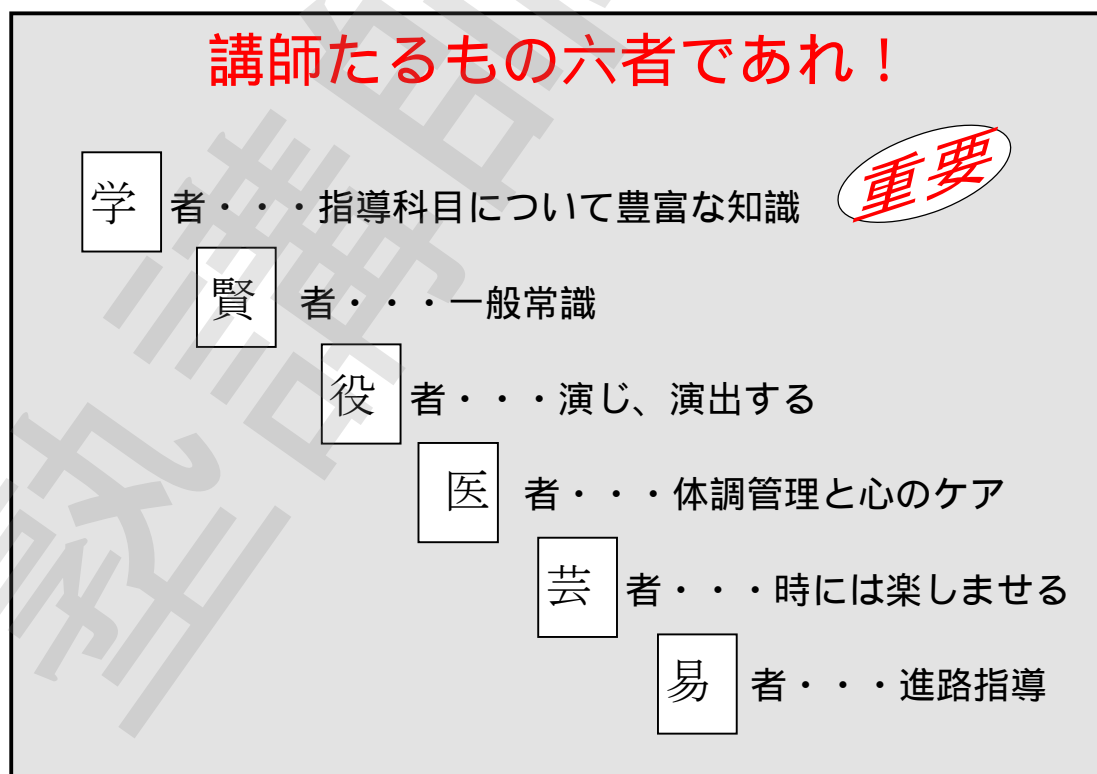 講師たるもの六者であれ！
重要
学者・・・指導科目について豊富な知識
賢者・・・一般常識
役者・・・演じ、演出する
医者・・・体調管理と心のケア
芸者・・・時には楽しませる
易者・・・進路指導
塾講師